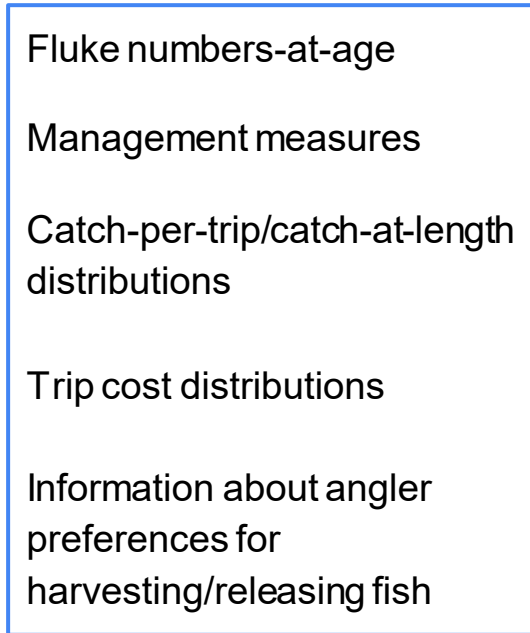 Fluke numbers-at-age
Management measures
Catch-per-trip/catch-at-length
distributions
Trip cost distributions
Information about angler
preferences for
harvesting/releasing fish